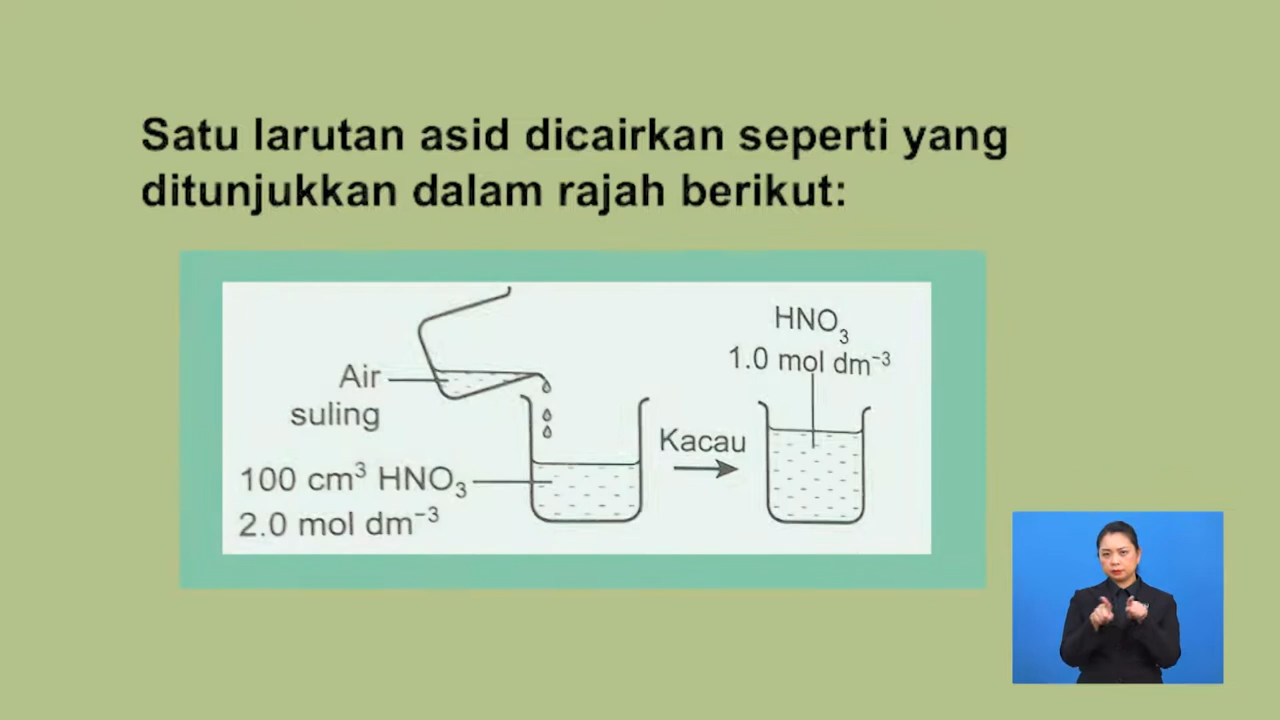 Satu larutan asid dicairkan seperti yang
ditunjukkan dalam rajah berikut:
HNO₃
1.0 mol dm⁻³
Air
suling
Kacau
100 cm³ HNO₃
2.0 mol dm⁻³